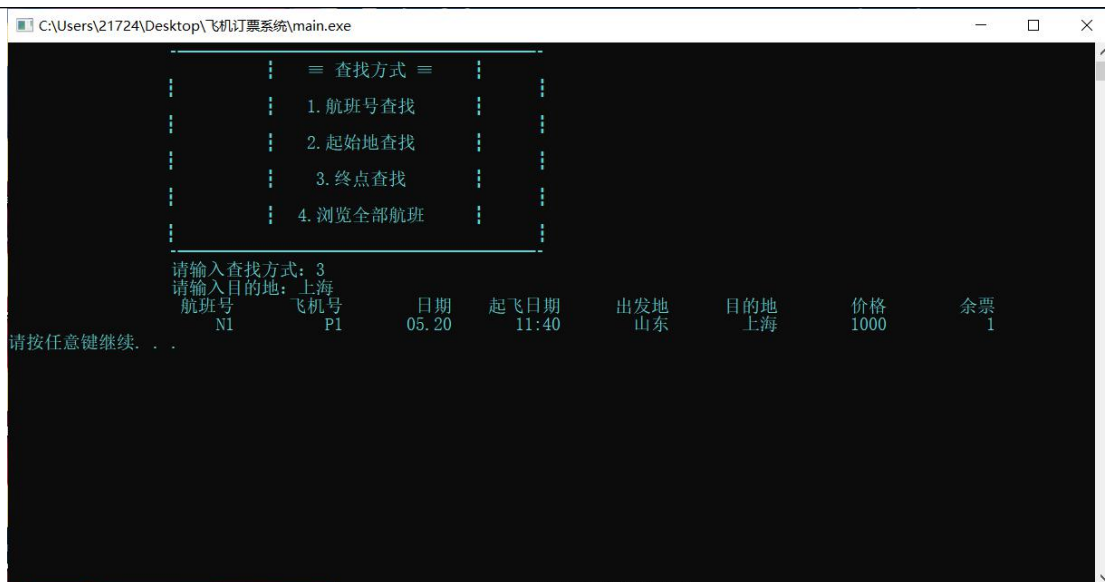 C:\Users\21724\Desktop\飞机订票系统\main.exe
≡ 查找方式 ≡
1.航班号查找
2.起始地查找
3.终点查找
4.浏览全部航班
请输入查找方式：3
请输入目的地：上海
航班号 飞机号 日期 起飞日期 出发地 目的地 价格 余票
N1 P1 05.20 11:40 山东 上海 1000 1
请按任意键继续. . .